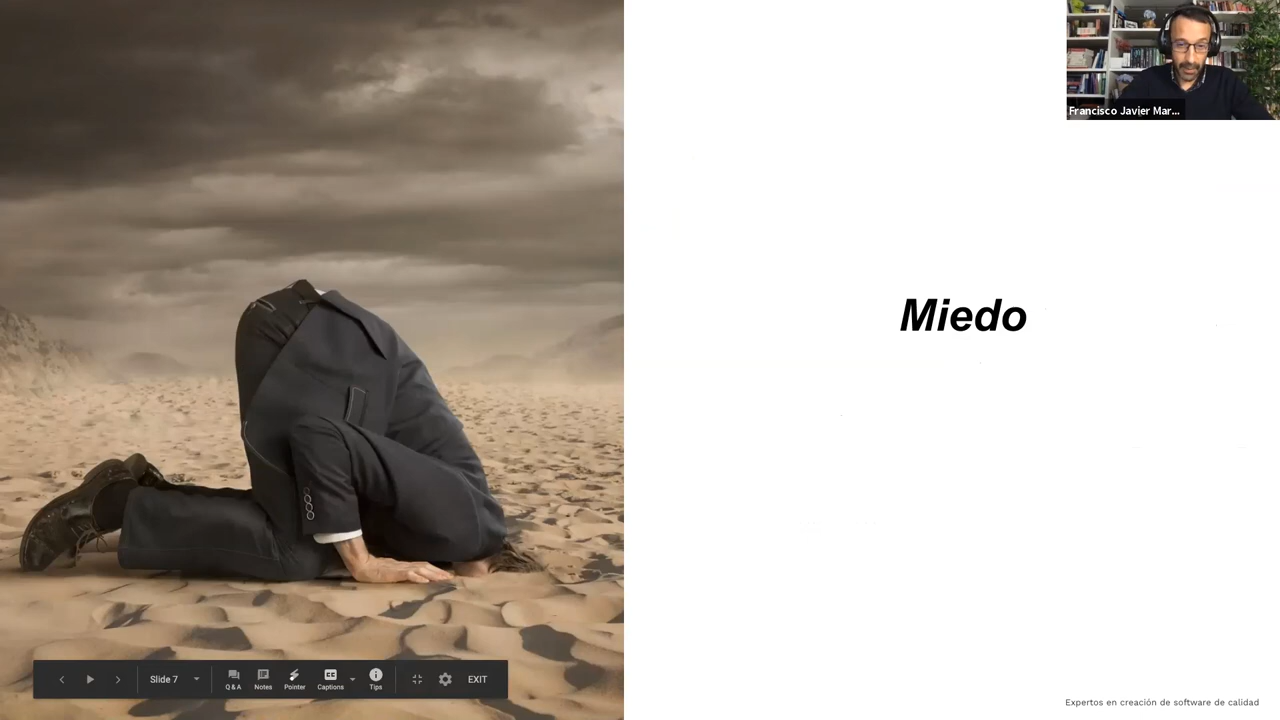 Francisco Javier Mar...
Miedo
Slide 7
Q & A
Notes
Pointer
Captions
Tips
EXIT
Expertos en creación de software de calidad